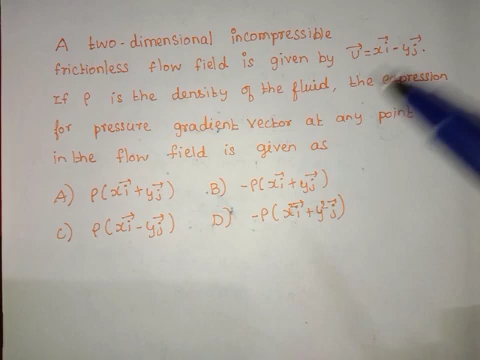 A two-dimensional incompressible
frictionless flow field is given by u⃗ = xi⃗ - yj⃗.
If ρ is the density of the fluid, the expression
for pressure gradient vector at any point
in the flow field is given as
A) ρ(xi⃗ + yj⃗) B) -ρ(xi⃗ + yj⃗)
C) ρ(xi⃗ - yj⃗) D) -ρ(xi⃗ + y²j⃗)